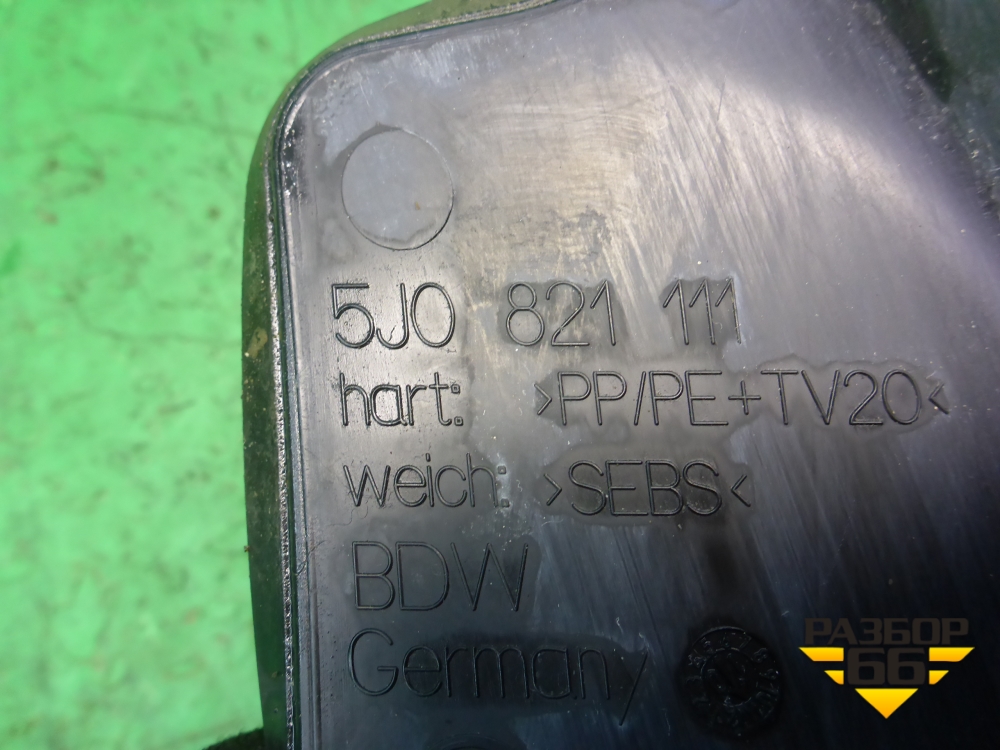 5J0 821 111
hart: >PP/PE+TV20<
weich: >SEBS<
BDW
Germany
РАЗБОР
66